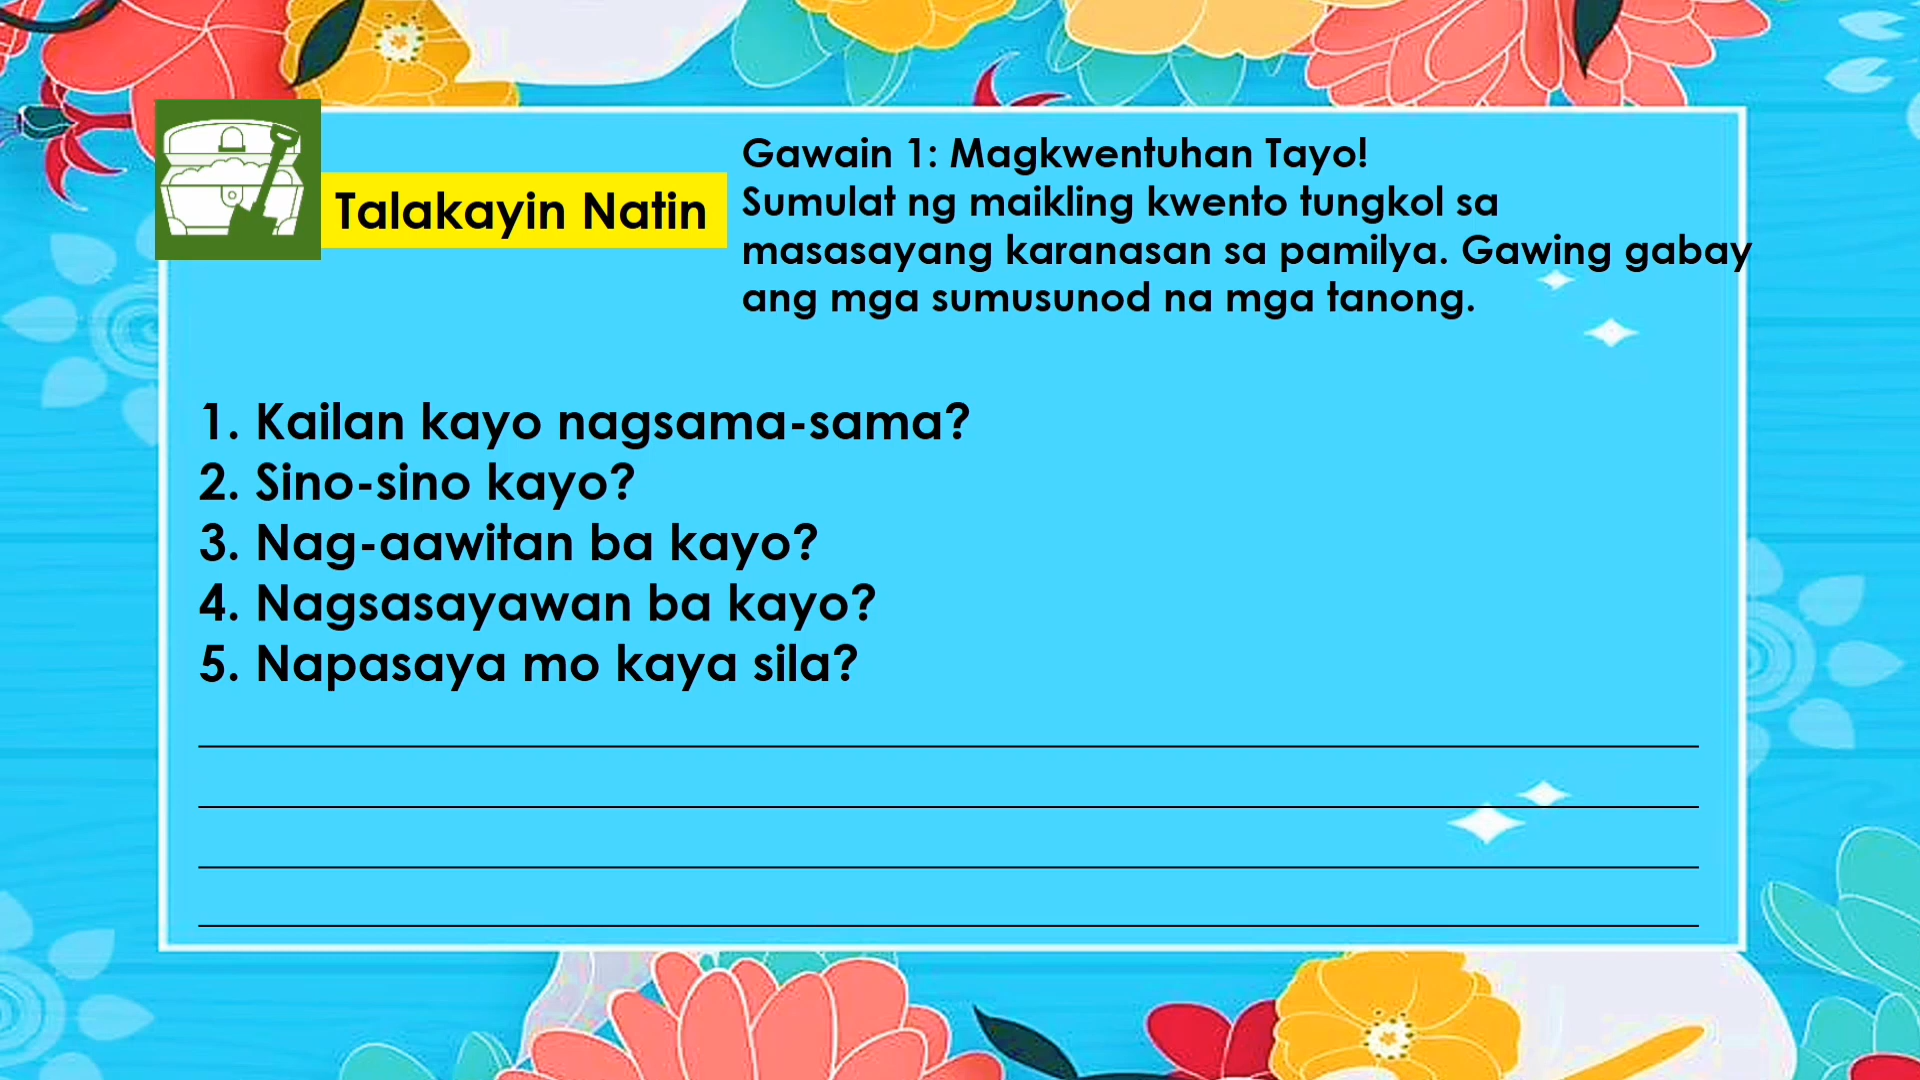 Talakayin Natin
Gawain 1: Magkwentuhan Tayo!
Sumulat ng maikling kwento tungkol sa
masasayang karanasan sa pamilya. Gawing gabay
ang mga sumusunod na mga tanong.
1. Kailan kayo nagsama-sama?
2. Sino-sino kayo?
3. Nag-aawitan ba kayo?
4. Nagsasayawan ba kayo?
5. Napasaya mo kaya sila?